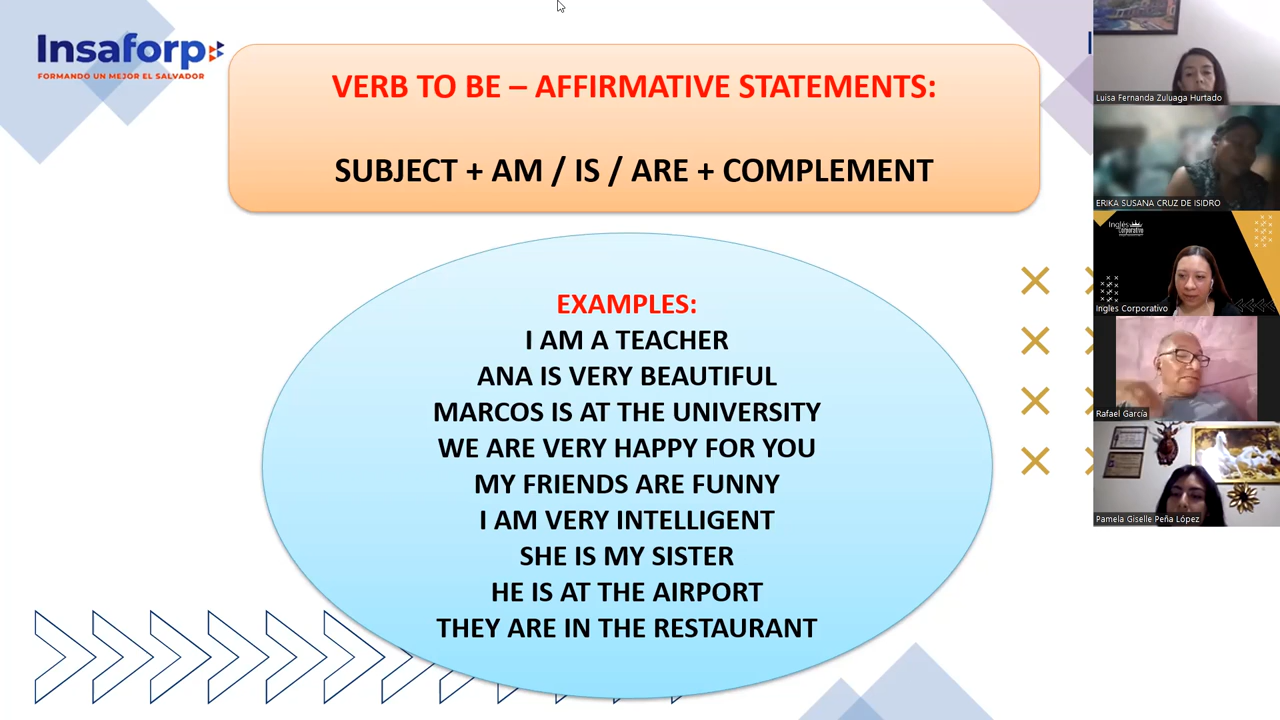 Insaforp
FORMANDO UN MEJOR EL SALVADOR
VERB TO BE – AFFIRMATIVE STATEMENTS:
SUBJECT + AM / IS / ARE + COMPLEMENT
EXAMPLES:
I AM A TEACHER
ANA IS VERY BEAUTIFUL
MARCOS IS AT THE UNIVERSITY
WE ARE VERY HAPPY FOR YOU
MY FRIENDS ARE FUNNY
I AM VERY INTELLIGENT
SHE IS MY SISTER
HE IS AT THE AIRPORT
THEY ARE IN THE RESTAURANT
Luisa Fernanda Zuluaga Hurtado
ERIKA SUSANA CRUZ DE ISIDRO
Inglés
Corporativo
Ingles Corporativo
Rafael García
Pamela Giselle Peña López